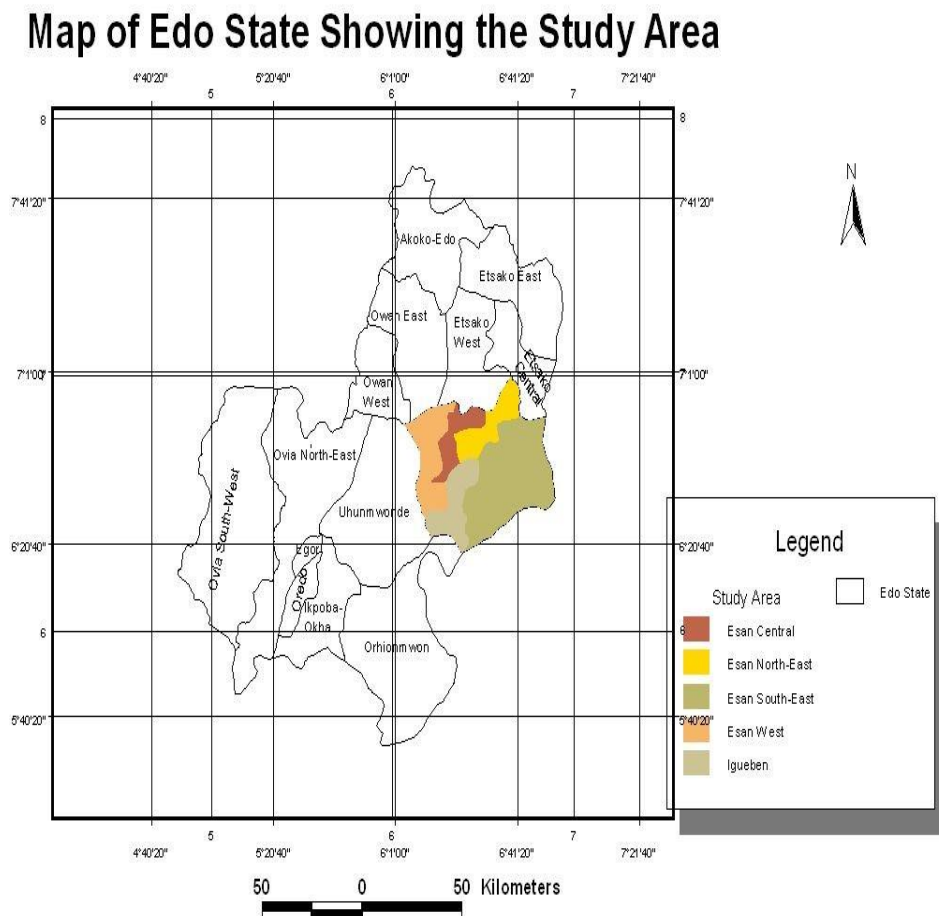 Map of Edo State Showing the Study Area
4°40'20" 5°20'40" 6°1'00" 6°41'20" 7°21'40"
5 6 7
8 8
7°41'20" 7°41'20"
Akoko-Edo
Etsako East
Owan East
Etsako
West
Etsako
Central
7°1'00" 7°1'00"
Owan
West
Ovia North-East
Ovia South-West
Uhunmwonde
6°20'40" 6°20'40"
Egor
Oredo
Ikpoba-
Okha
6 6
Orhionmwon
5°40'20" 5°40'20"
5 6 7
4°40'20" 5°20'40" 6°1'00" 6°41'20" 7°21'40"
50 0 50 Kilometers
N
Legend
Study Area
Edo State
Esan Central
Esan North-East
Esan South-East
Esan West
Igueben